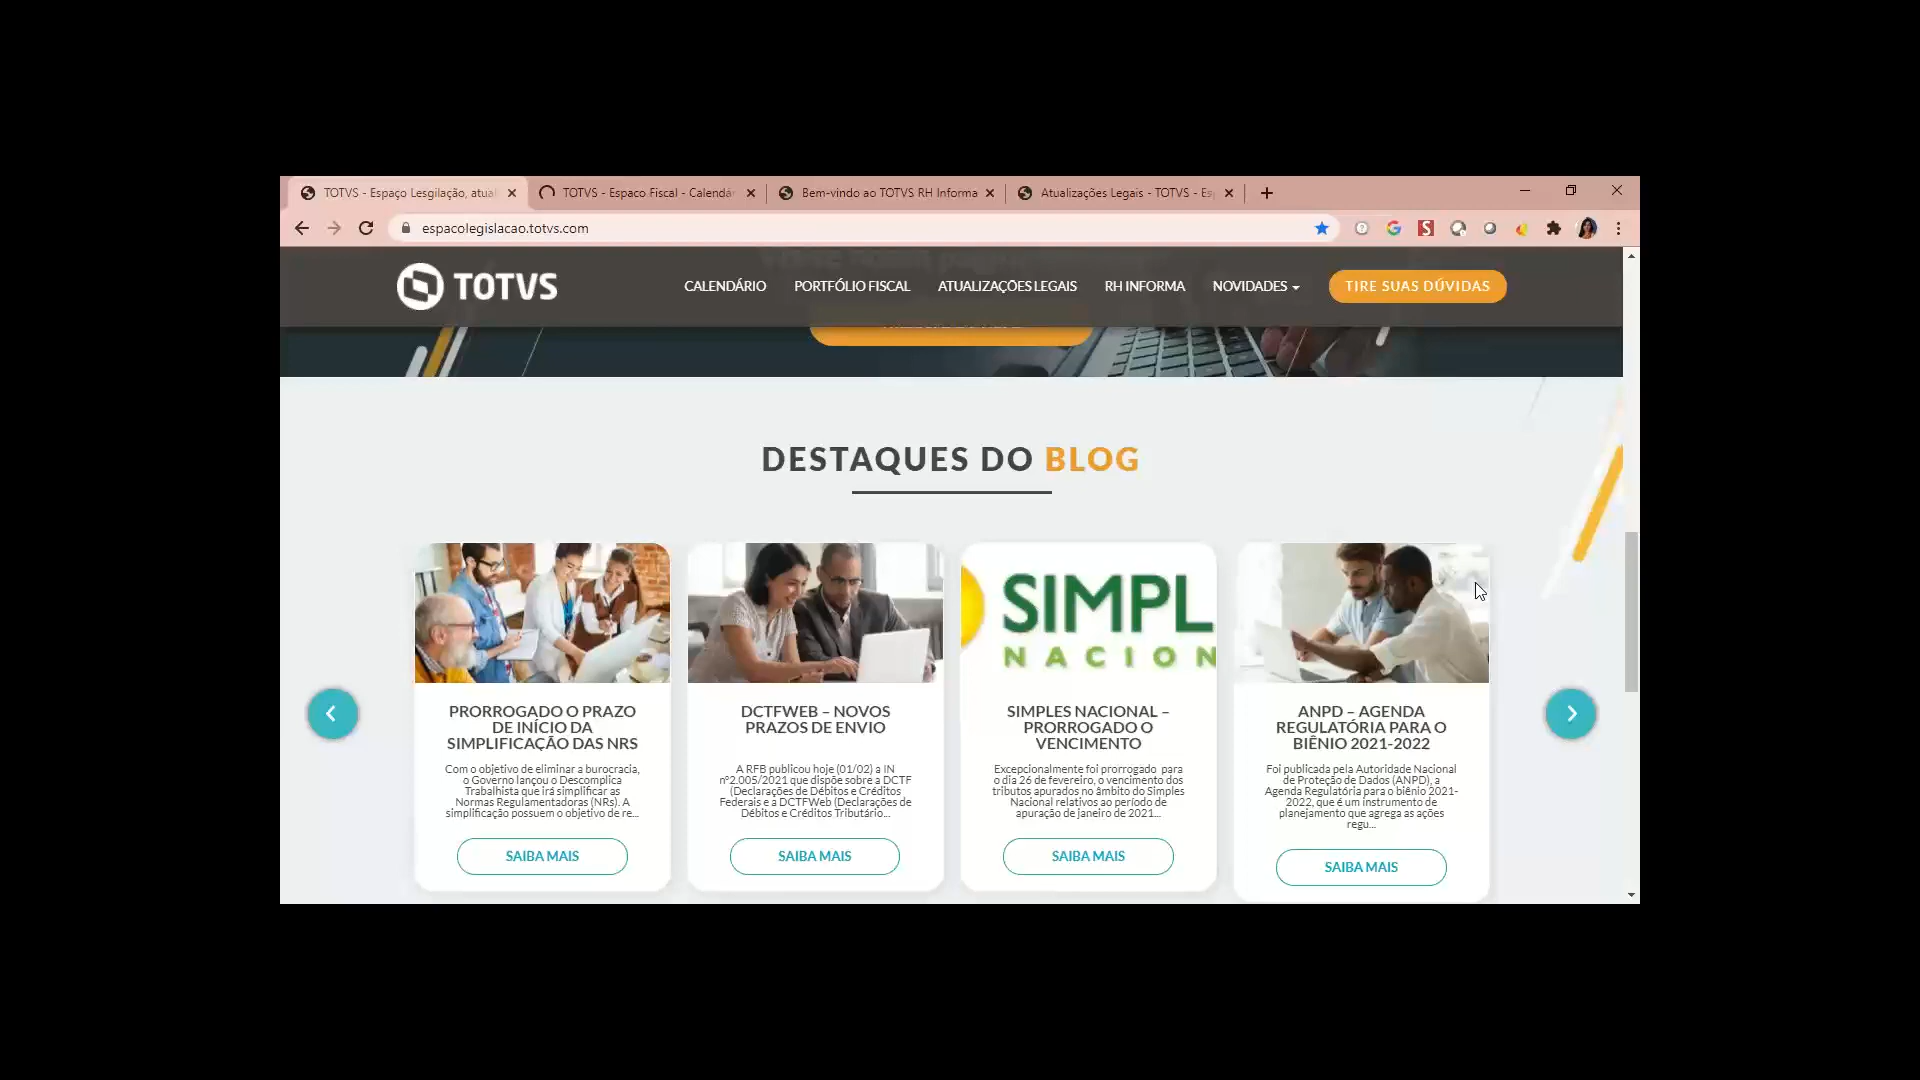 TOTVS - Espaço Lesgilação, atual
TOTVS - Espaco Fiscal - Calendár
Bem-vindo ao TOTVS RH Informa
Atualizações Legais - TOTVS - Esp
espacolegislacao.totvs.com
TOTVS
CALENDÁRIO
PORTFÓLIO FISCAL
ATUALIZAÇÕES LEGAIS
RH INFORMA
NOVIDADES
TIRE SUAS DÚVIDAS
DESTAQUES DO BLOG
PRORROGADO O PRAZO
DE INÍCIO DA
SIMPLIFICAÇÃO DAS NRS
Com o objetivo de eliminar a burocracia,
o Governo lançou o Descomplica
Trabalhista que irá simplificar as
Normas Regulamentadoras (NRs). A
simplificação possuem o objetivo de re...
SAIBA MAIS
DCTFWEB – NOVOS
PRAZOS DE ENVIO
A RFB publicou hoje (01/02) a IN
nº2.005/2021 que dispõe sobre a DCTF
(Declarações de Débitos e Créditos
Federais e a DCTFWeb (Declarações de
Débitos e Créditos Tributário...
SAIBA MAIS
SIMPL
NACION
SIMPLES NACIONAL –
PRORROGADO O
VENCIMENTO
Excepcionalmente foi prorrogado para
o dia 26 de fevereiro, o vencimento dos
tributos apurados no âmbito do Simples
Nacional relativos ao período de
apuração de janeiro de 2021...
SAIBA MAIS
ANPD – AGENDA
REGULATÓRIA PARA O
BIÊNIO 2021-2022
Foi publicada pela Autoridade Nacional
de Proteção de Dados (ANPD), a
Agenda Regulatória para o biênio 2021-
2022, que é um instrumento de
planejamento que agrega as ações
regu...
SAIBA MAIS